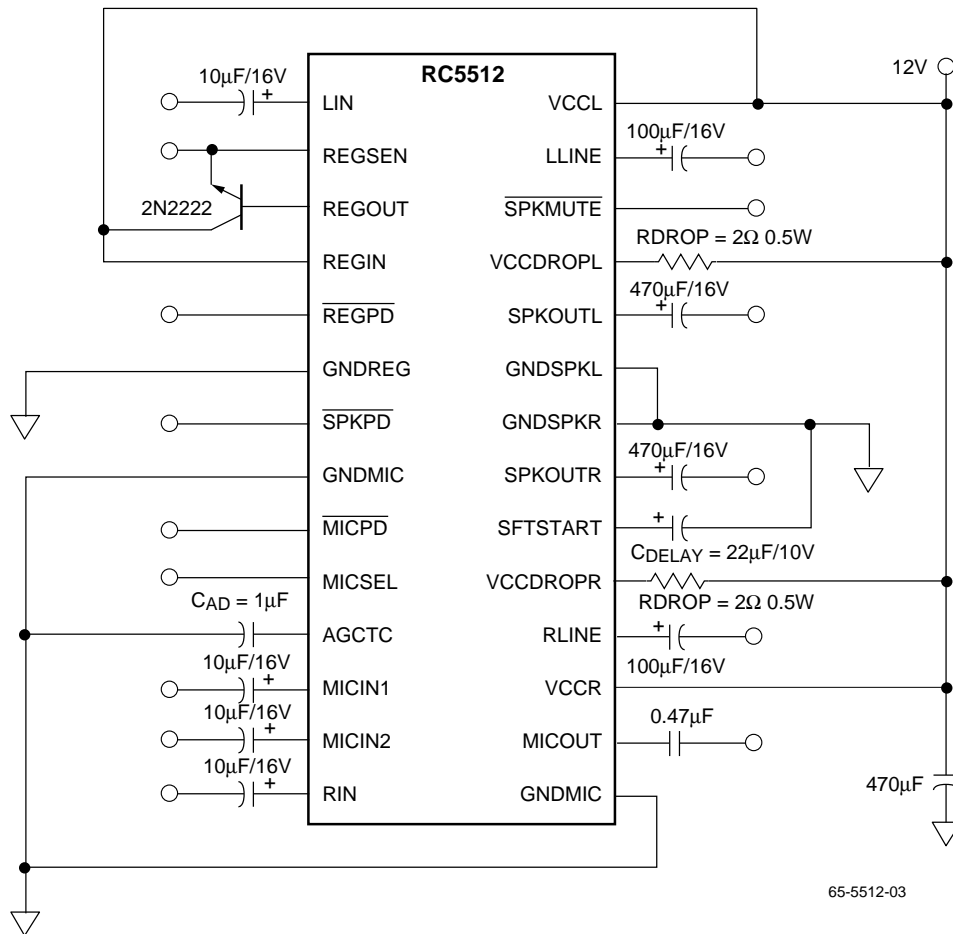 RC5512
12V
10µF/16V
+
LIN
VCCL
100µF/16V
+
REGSEN
LLINE
2N2222
REGOUT
SPKMUTE
RDROP = 2Ω 0.5W
REGIN
VCCDROPL
470µF/16V
+
REGPD
SPKOUTL
GNDREG
GNDSPKL
SPKPD
GNDSPKR
470µF/16V
+
GNDMIC
SPKOUTR
MICPD
SFTSTART
+
CDELAY = 22µF/10V
MICSEL
VCCDROPR
CAD = 1µF
RDROP = 2Ω 0.5W
AGCTC
RLINE
+
10µF/16V
100µF/16V
+
MICIN1
VCCR
10µF/16V
0.47µF
+
MICIN2
MICOUT
10µF/16V
+
RIN
GNDMIC
470µF
65-5512-03